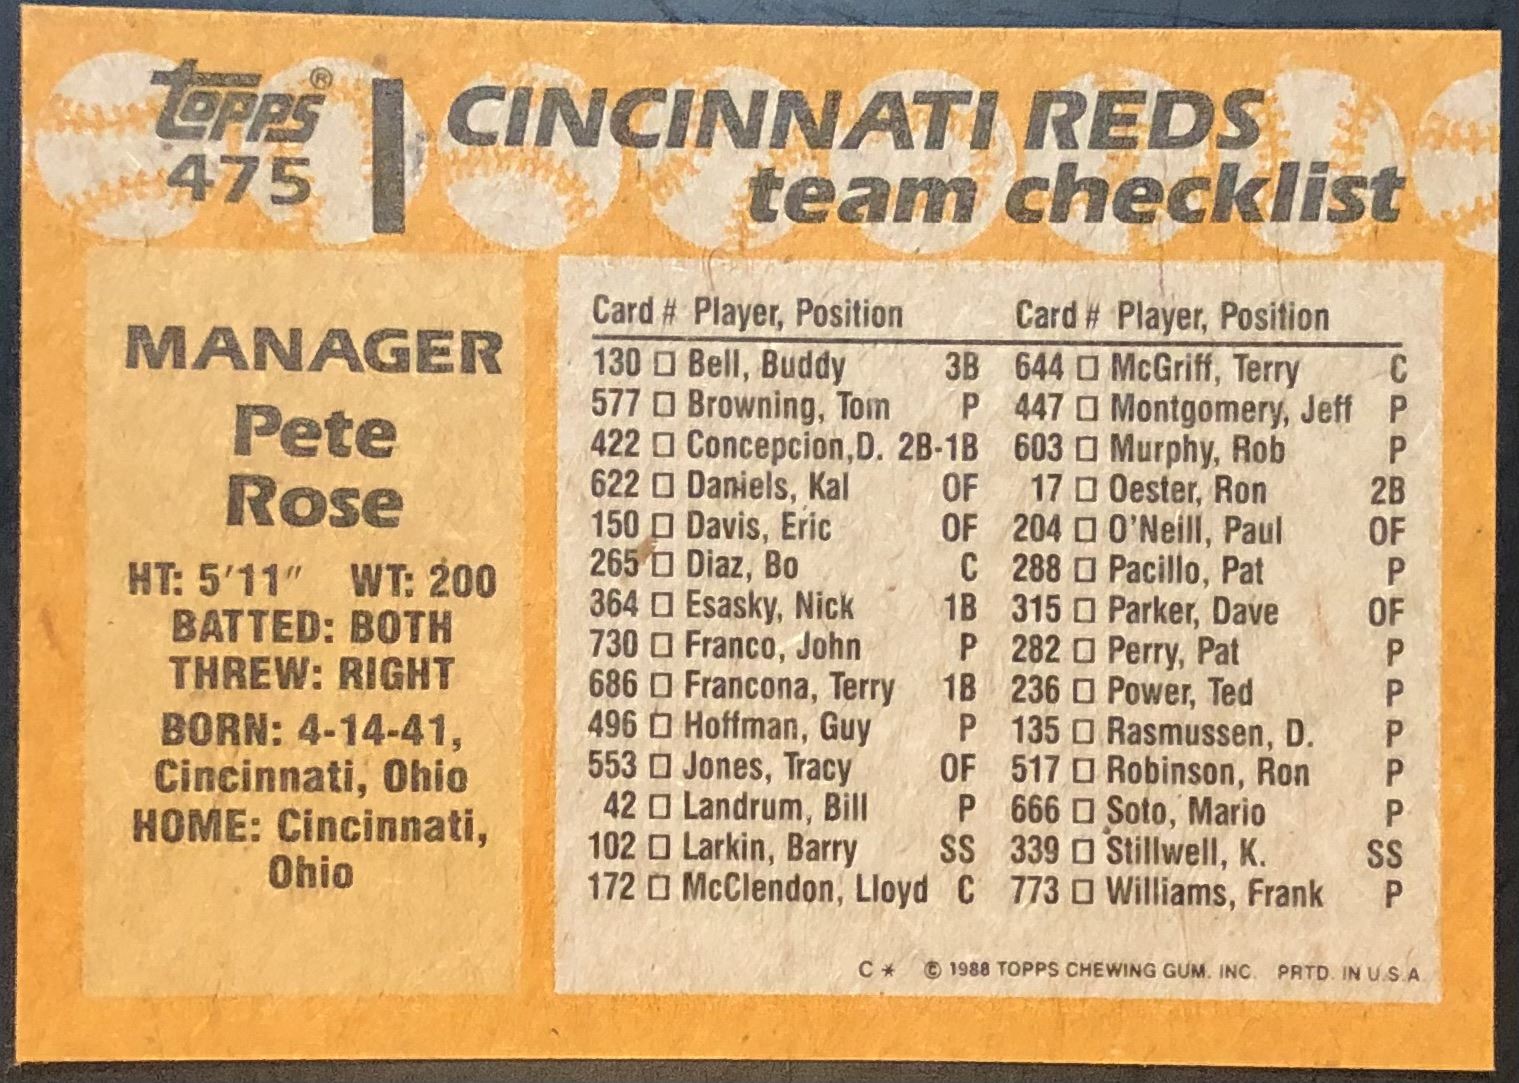 Topps®
475
CINCINNATI REDS
team checklist
MANAGER
Pete
Rose
HT: 5'11" WT: 200
BATTED: BOTH
THREW: RIGHT
BORN: 4-14-41,
Cincinnati, Ohio
HOME: Cincinnati,
Ohio
Card # Player, Position
130 □ Bell, Buddy 3B
577 □ Browning, Tom P
422 □ Concepcion,D. 2B-1B
622 □ Daniels, Kal OF
150 □ Davis, Eric OF
265 □ Diaz, Bo C
364 □ Esasky, Nick 1B
730 □ Franco, John P
686 □ Francona, Terry 1B
496 □ Hoffman, Guy P
553 □ Jones, Tracy OF
42 □ Landrum, Bill P
102 □ Larkin, Barry SS
172 □ McClendon, Lloyd C
Card # Player, Position
644 □ McGriff, Terry C
447 □ Montgomery, Jeff P
603 □ Murphy, Rob P
17 □ Oester, Ron 2B
204 □ O'Neill, Paul OF
288 □ Pacillo, Pat P
315 □ Parker, Dave OF
282 □ Perry, Pat P
236 □ Power, Ted P
135 □ Rasmussen, D. P
517 □ Robinson, Ron P
666 □ Soto, Mario P
339 □ Stillwell, K. SS
773 □ Williams, Frank P
C * © 1988 TOPPS CHEWING GUM. INC. PRTD. IN U.S.A